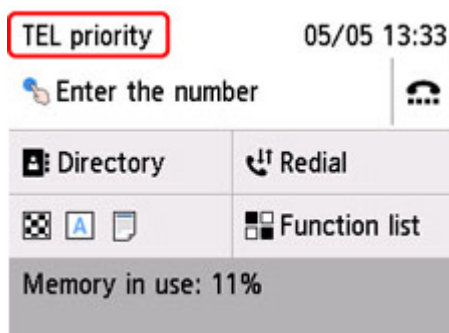 TEL priority 05/05 13:33
Enter the number
Directory Redial
A Function list
Memory in use: 11%